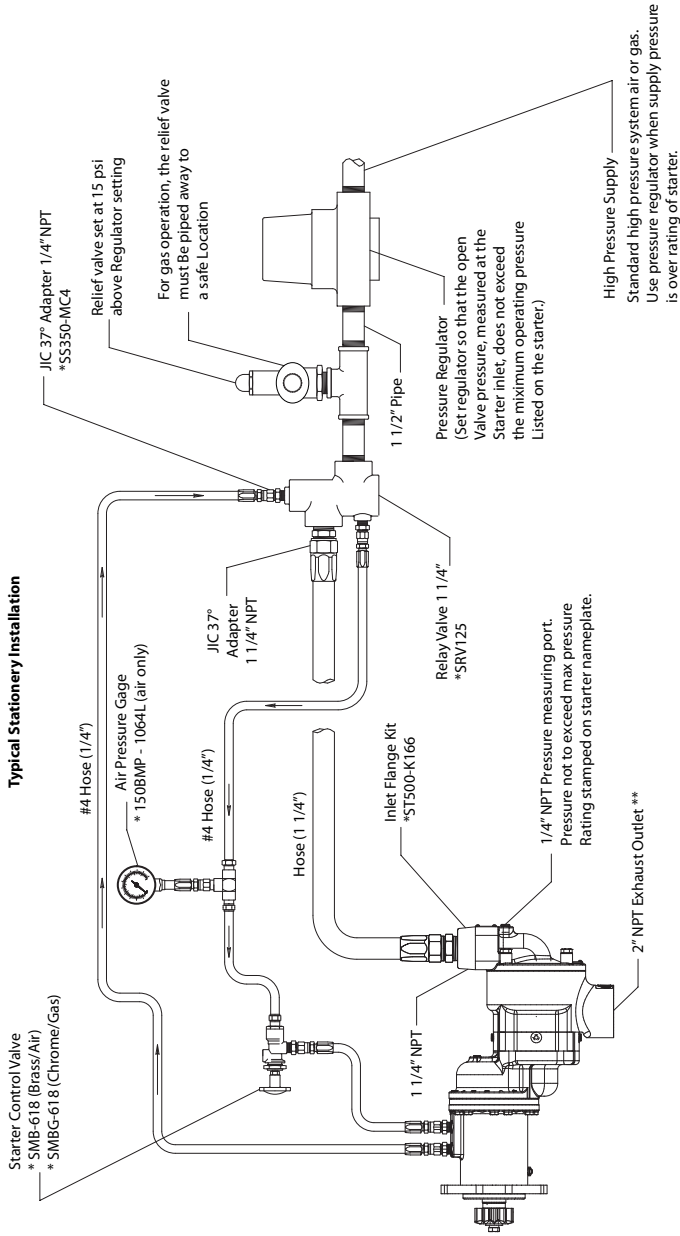 Typical Stationery Installation
Starter Control Valve
* SMB-618 (Brass/Air)
* SMBG-618 (Chrome/Gas)
#4 Hose (1/4”)
Air Pressure Gage
* 150BMP - 1064L (air only)
#4 Hose (1/4”)
Hose (1 1/4”)
JIC 37°
Adapter
1 1/4” NPT
JIC 37° Adapter 1/4”NPT
*SS350-MC4
Relief valve set at 15 psi
above Regulator setting
For gas operation, the relief valve
must Be piped away to
a safe Location
1 1/2” Pipe
Pressure Regulator
(Set regulator so that the open
Valve pressure, measured at the
Starter inlet, does not exceed
the miximum operating pressure
Listed on the starter.)
High Pressure Supply
Standard high pressure system air or gas.
Use pressure regulator when supply pressure
is over rating of starter.
Relay Valve 1 1/4”
*SRV125
Inlet Flange Kit
*ST500-K166
1 1/4” NPT
1/4” NPT Pressure measuring port.
Pressure not to exceed max pressure
Rating stamped on starter nameplate.
2” NPT Exhaust Outlet **